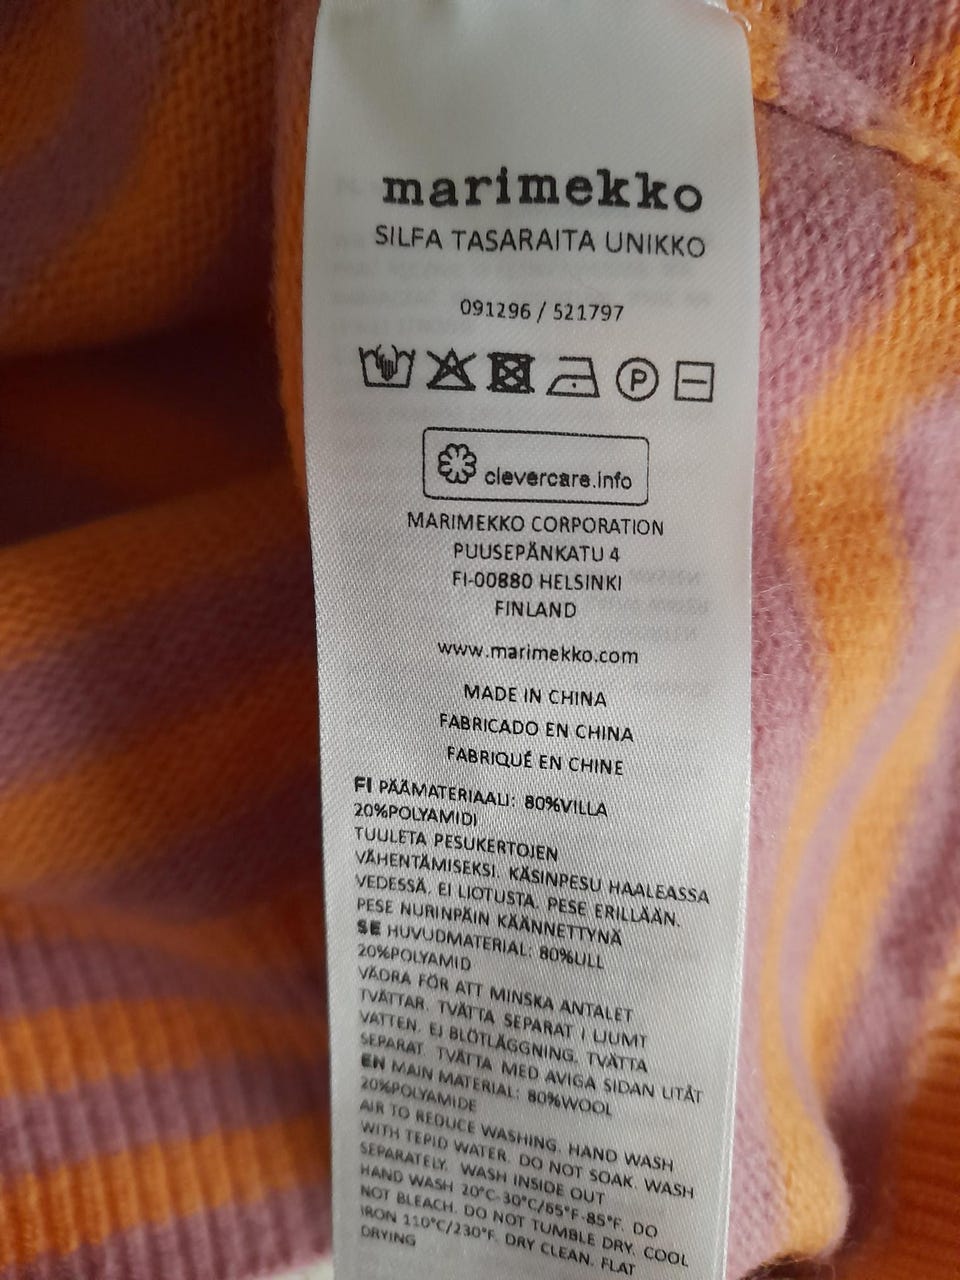 marimekko
SILFA TASARAITA UNIKKO
091296 / 521797
P
clevercare.info
MARIMEKKO CORPORATION
PUUSEPÄNKATU 4
FI-00880 HELSINKI
FINLAND
www.marimekko.com
MADE IN CHINA
FABRICADO EN CHINA
FABRIQUÉ EN CHINE
FI PÄÄMATERIAALI: 80%VILLA
20%POLYAMIDI
TUULETA PESUKERTOJEN
VÄHENTÄMISEKSI. KÄSINPESU HAALEASSA
VEDESSÄ. EI LIOTUSTA. PESE ERILLÄÄN.
PESE NURINPÄIN KÄÄNNETTYNÄ
SE HUVUDMATERIAL: 80%ULL
20%POLYAMID
VÄDRA FÖR ATT MINSKA ANTALET
TVÄTTAR. TVÄTTA SEPARAT I LJUMT
VATTEN. EJ BLÖTLÄGGNING. TVÄTTA
SEPARAT. TVÄTTA MED AVIGA SIDAN UTÅT
EN MAIN MATERIAL: 80%WOOL
20%POLYAMIDE
AIR TO REDUCE WASHING. HAND WASH
WITH TEPID WATER. DO NOT SOAK. WASH
SEPARATELY. WASH INSIDE OUT
HAND WASH 20°C-30°C/65°F-85°F. DO
NOT BLEACH. DO NOT TUMBLE DRY. COOL
IRON 110°C/230°F. DRY CLEAN. FLAT
DRYING